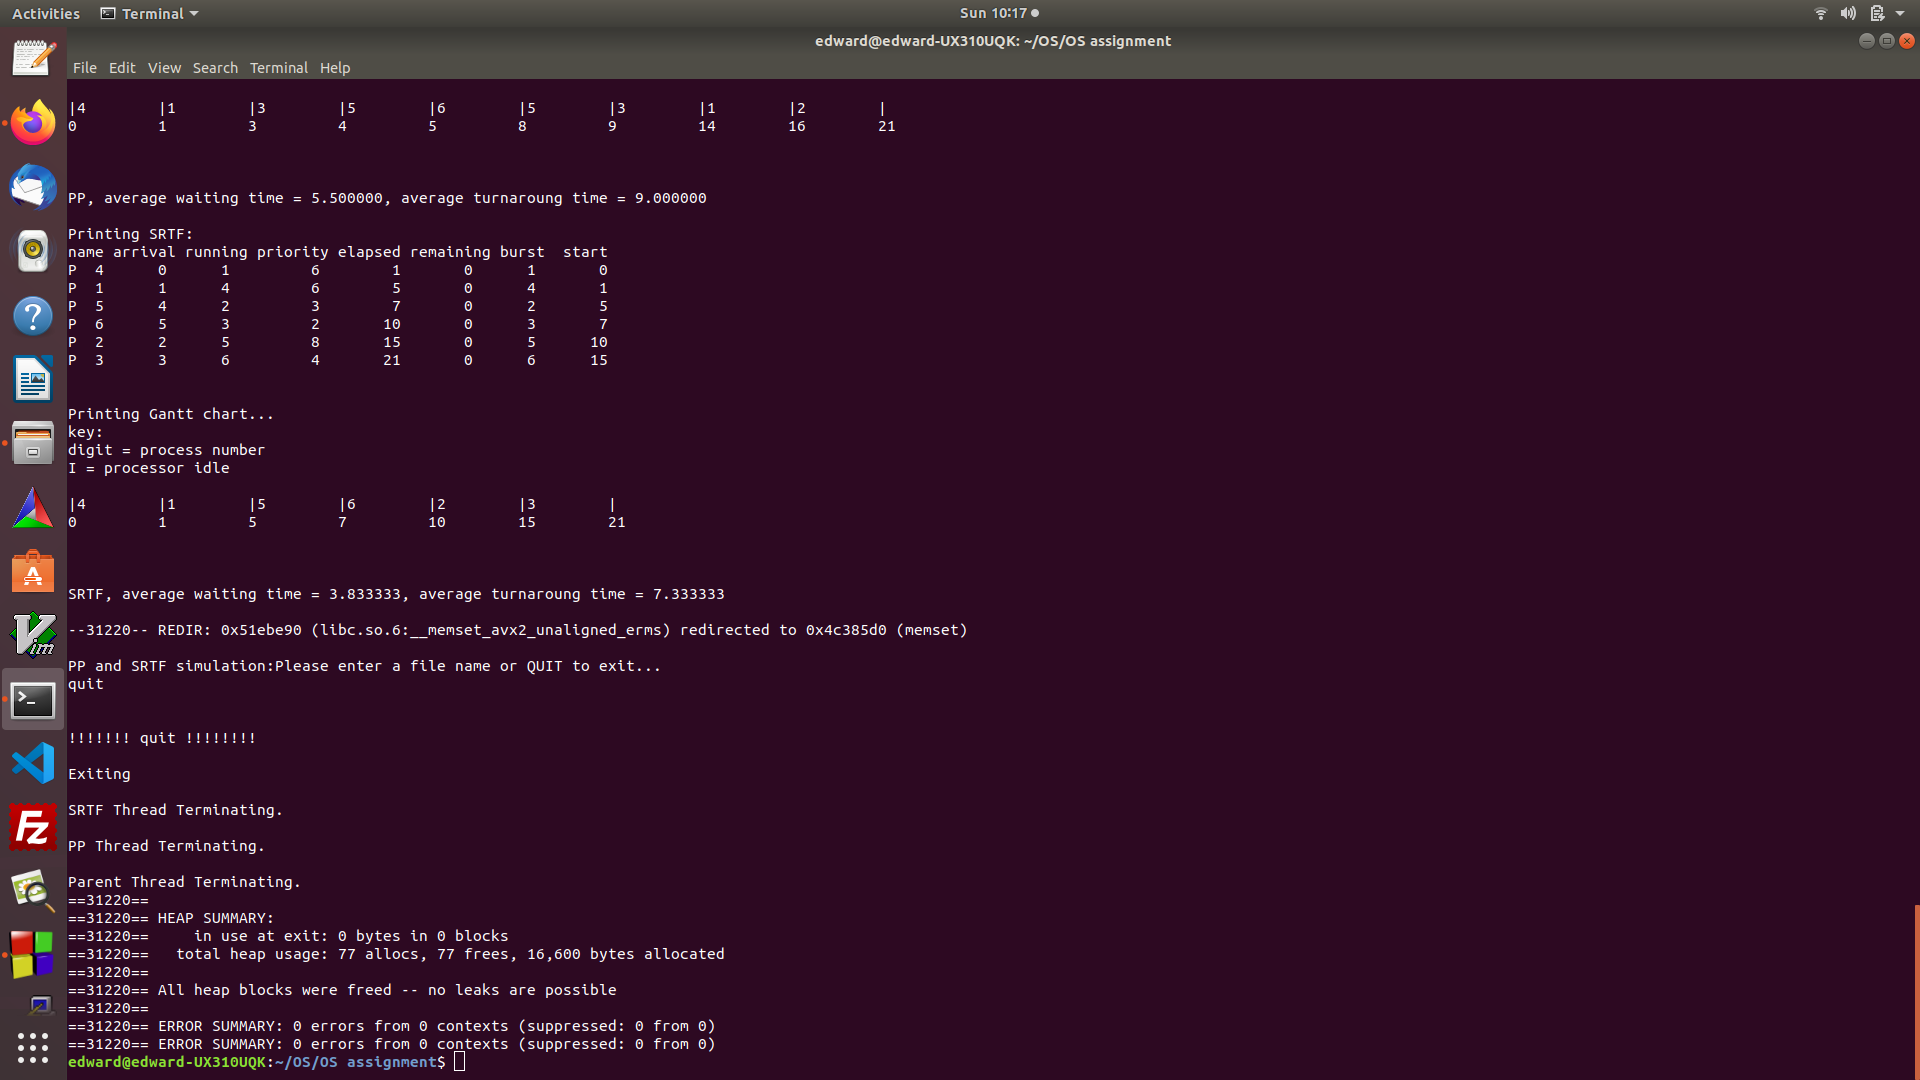 Activities Terminal Sun 10:17
edward@edward-UX310UQK: ~/OS/OS assignment
File Edit View Search Terminal Help
|4 |1 |3 |5 |6 |5 |3 |1 |2 |
0 1 3 4 5 8 9 14 16 21
PP, average waiting time = 5.500000, average turnaroung time = 9.000000
Printing SRTF:
name arrival running priority elapsed remaining burst start
P 4 0 1 6 1 0 1 0
P 1 1 4 6 5 0 4 1
P 5 4 2 3 7 0 2 5
P 6 5 3 2 10 0 3 7
P 2 2 5 8 15 0 5 10
P 3 3 6 4 21 0 6 15
Printing Gantt chart...
key:
digit = process number
I = processor idle
|4 |1 |5 |6 |2 |3 |
0 1 5 7 10 15 21
SRTF, average waiting time = 3.833333, average turnaroung time = 7.333333
--31220-- REDIR: 0x51ebe90 (libc.so.6:__memset_avx2_unaligned_erms) redirected to 0x4c385d0 (memset)
PP and SRTF simulation:Please enter a file name or QUIT to exit...
quit
!!!!!!! quit !!!!!!!!
Exiting
SRTF Thread Terminating.
PP Thread Terminating.
Parent Thread Terminating.
==31220==
==31220== HEAP SUMMARY:
==31220== in use at exit: 0 bytes in 0 blocks
==31220== total heap usage: 77 allocs, 77 frees, 16,600 bytes allocated
==31220==
==31220== All heap blocks were freed -- no leaks are possible
==31220==
==31220== ERROR SUMMARY: 0 errors from 0 contexts (suppressed: 0 from 0)
==31220== ERROR SUMMARY: 0 errors from 0 contexts (suppressed: 0 from 0)
edward@edward-UX310UQK:~/OS/OS assignment$